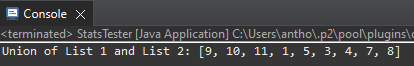 Console
<terminated> StatsTester [Java Application] C:\Users\antho\.p2\pool\plugins\
Union of List 1 and List 2: [9, 10, 11, 1, 5, 3, 4, 7, 8]